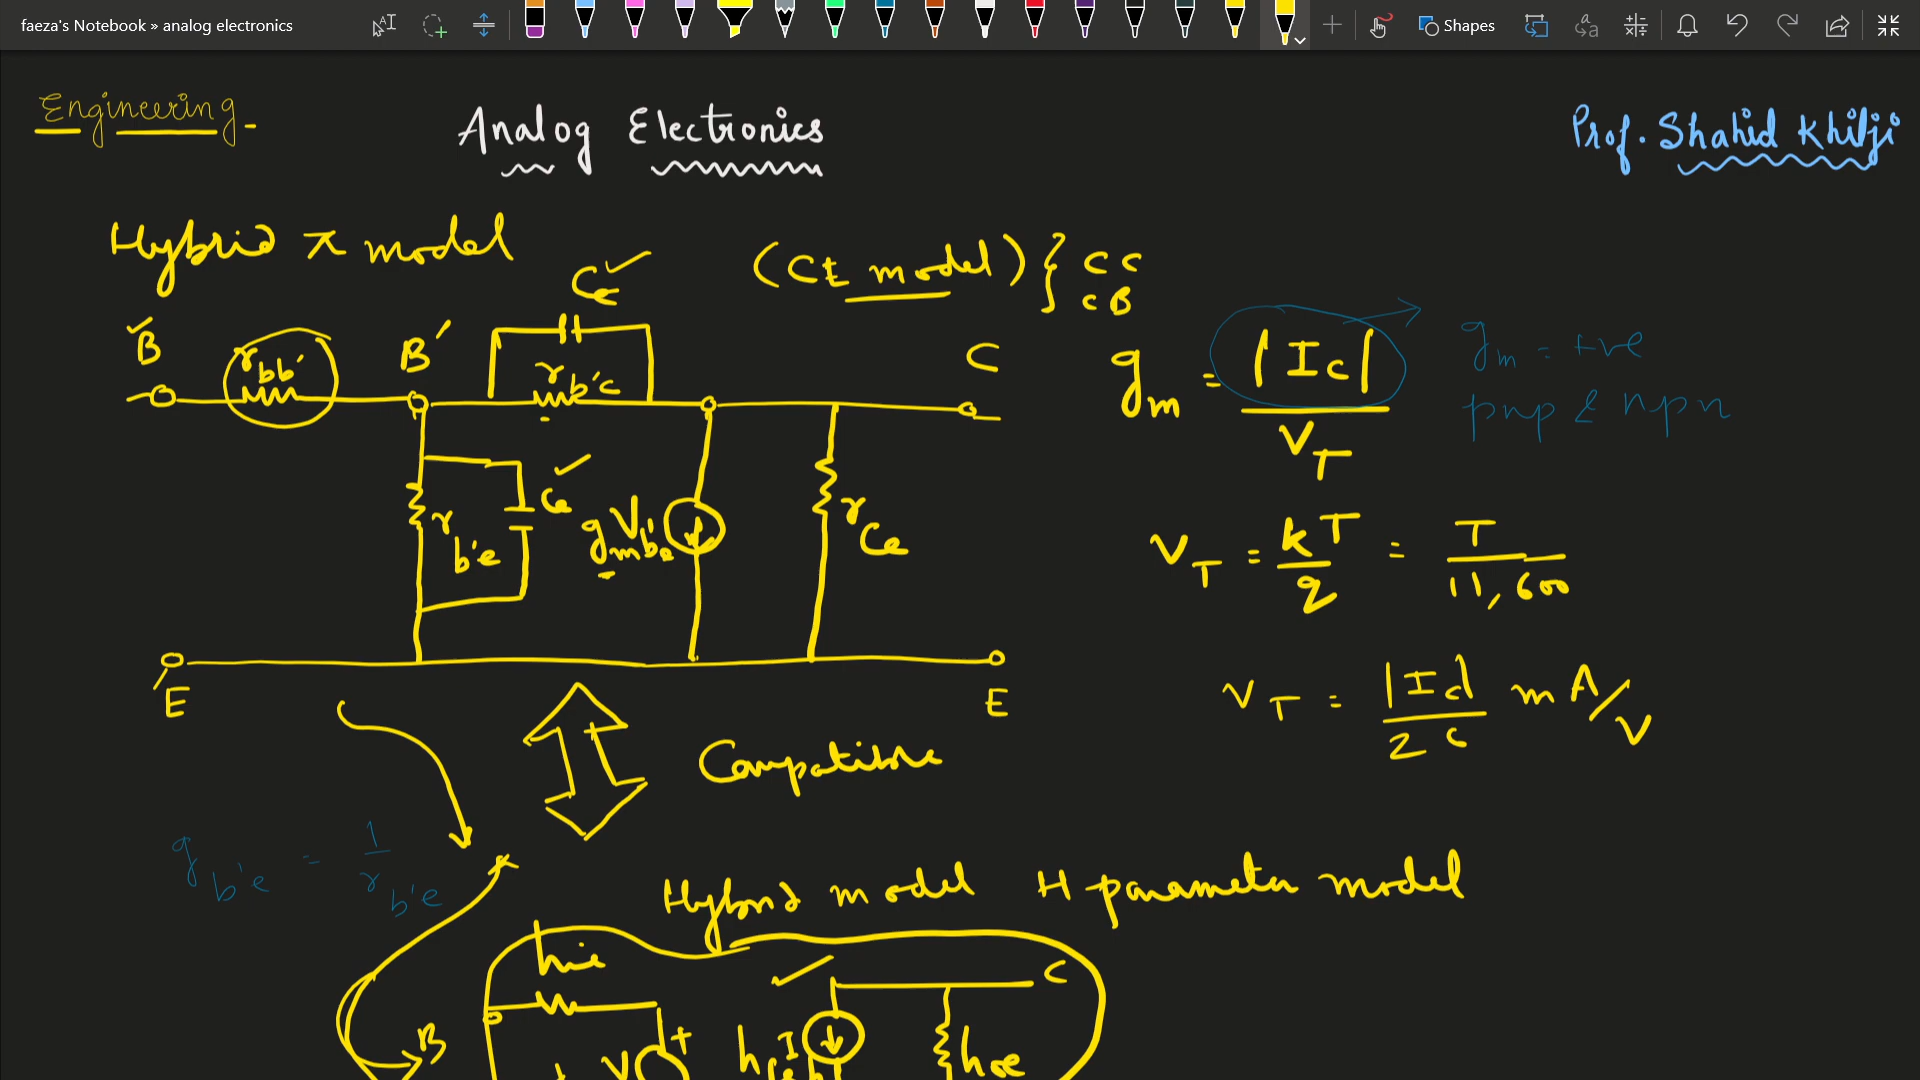 faeza's Notebook » analog electronics
Shapes
Engineering
Analog Electronics
Prof. Shahid Khilji
Hybrid π model
(CE model) { CC
CB
Cc
B
rbb'
B'
rb'c
C
gm = |Ic| / VT
gm = +ve
pnp & npn
rb'e
Ce
gmVb'e
rce
VT = kT / q = T / 11,600
E
E
VT = |Ic| / 26 mA/V
Compatible
gb'e = 1 / rb'e
Hybrid model H-parameter model
hie
C
B
+
hoe